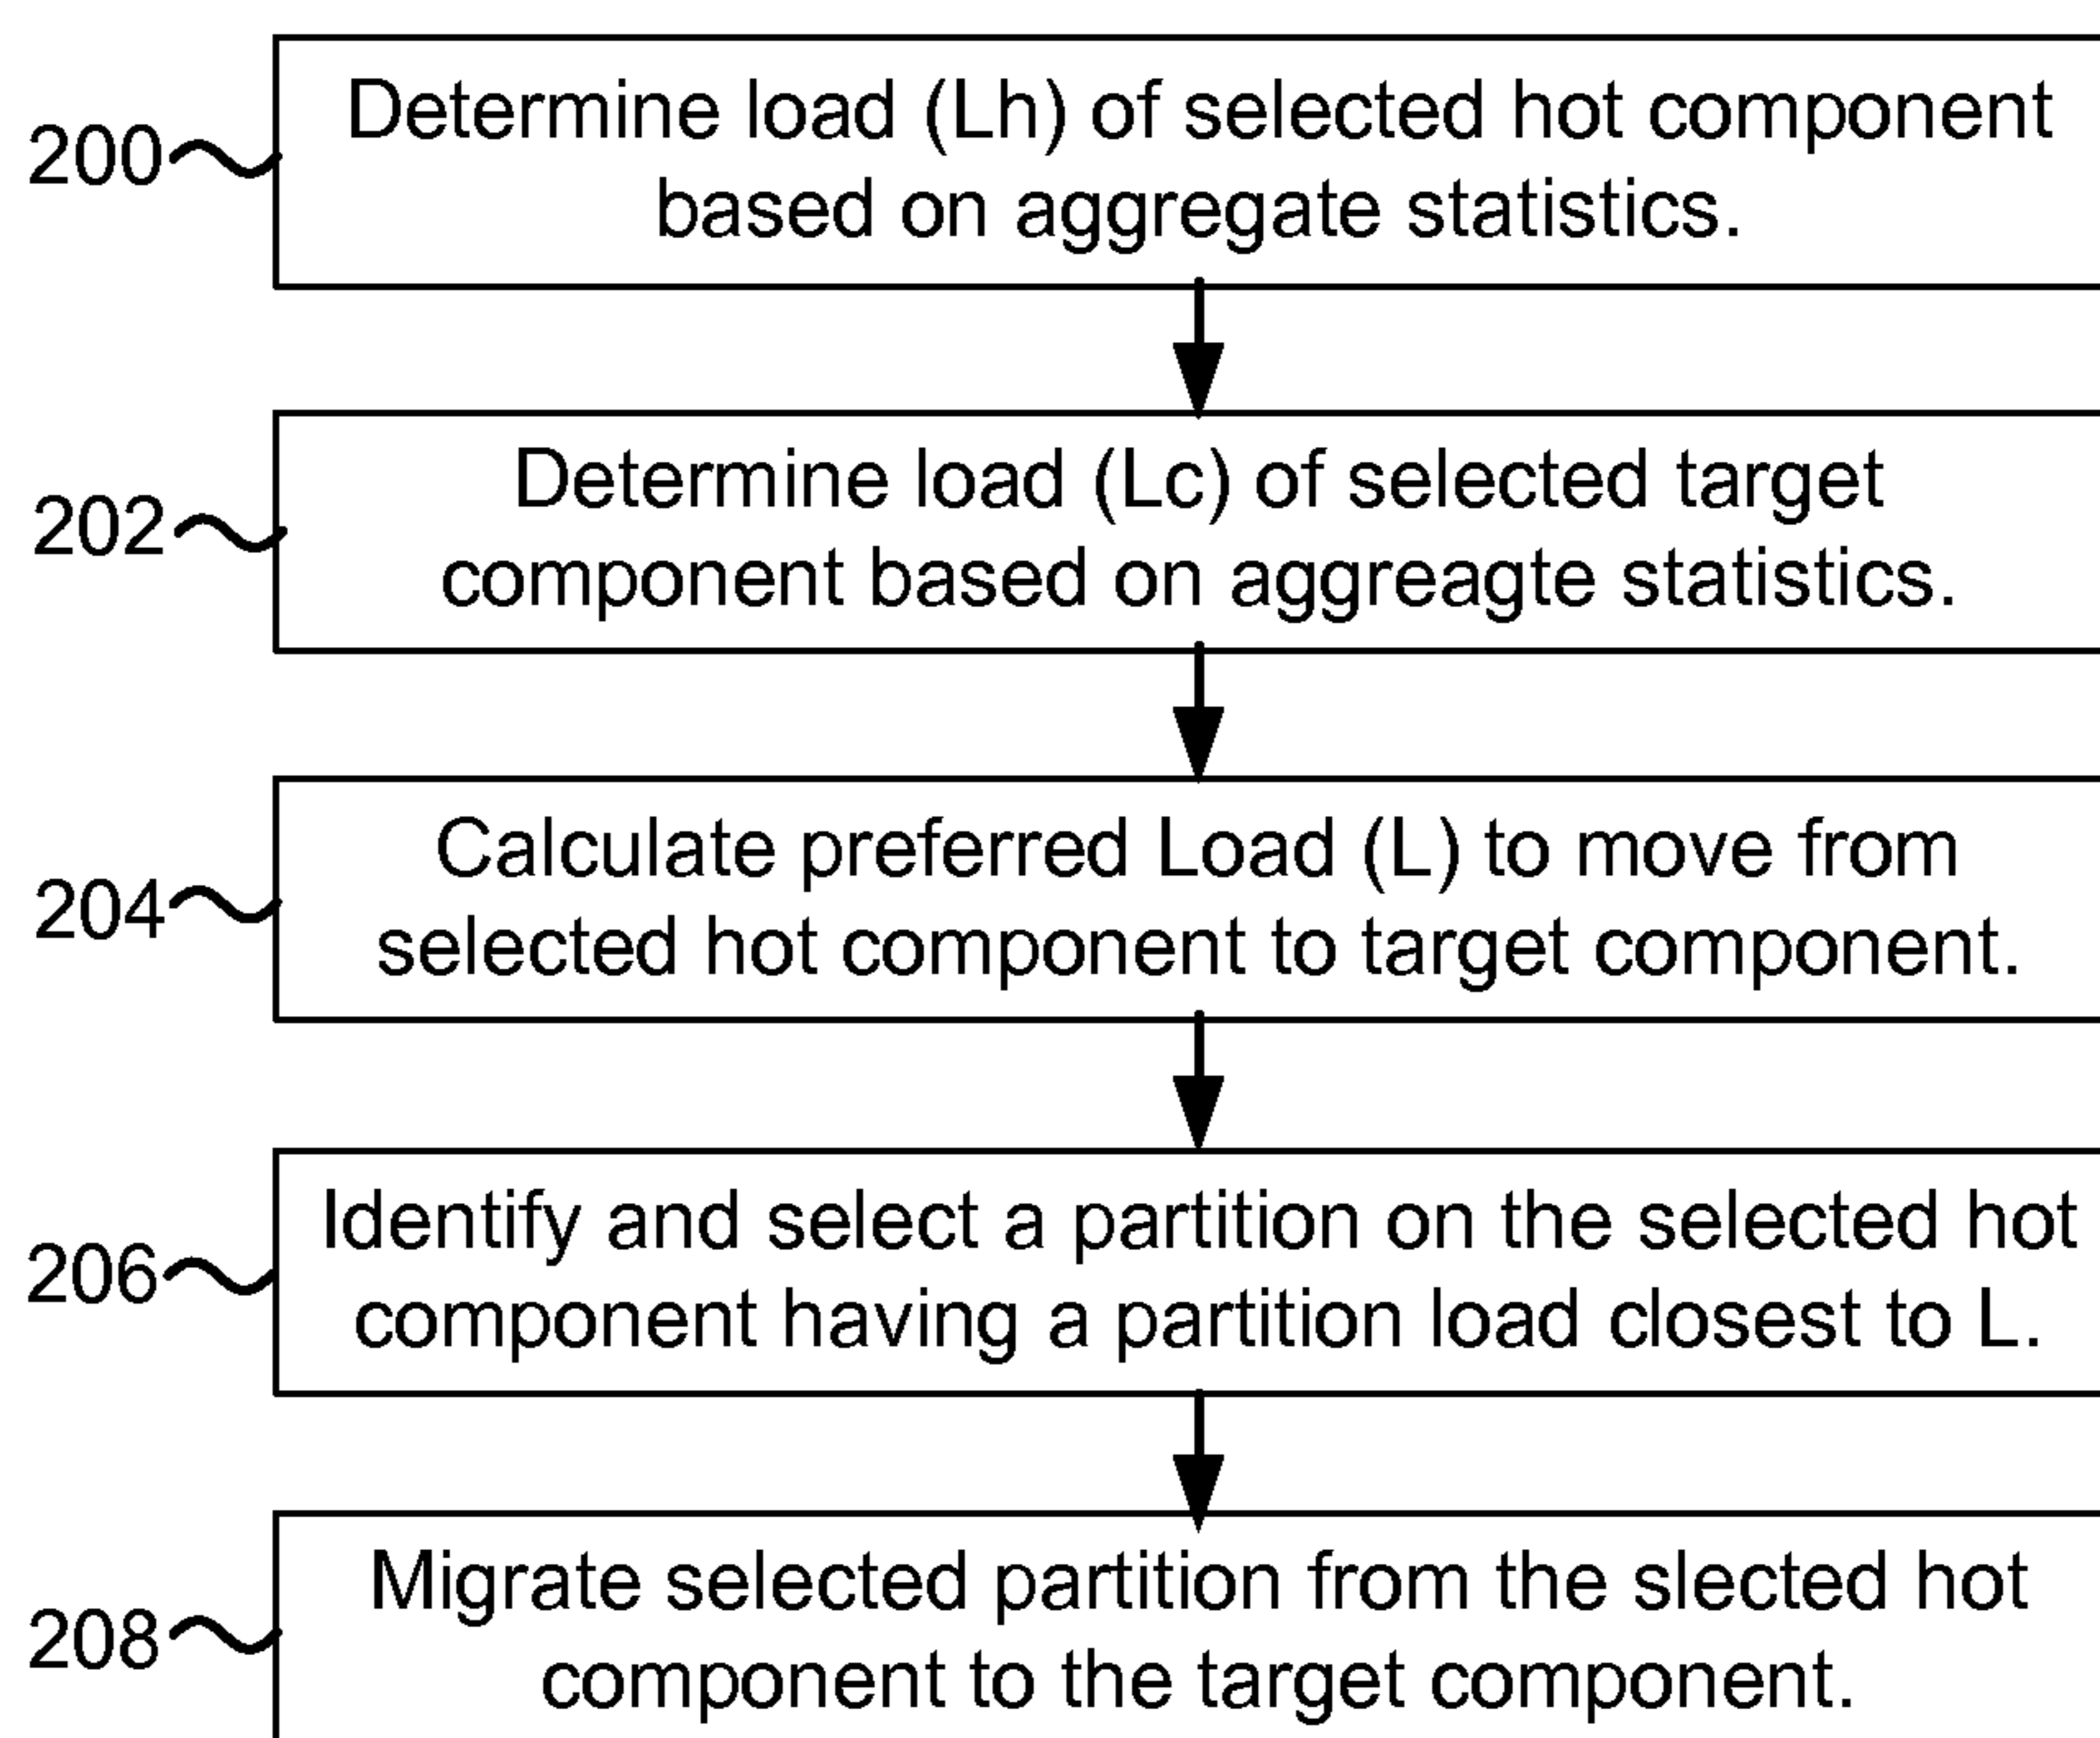 200
Determine load (Lh) of selected hot component
based on aggregate statistics.
202
Determine load (Lc) of selected target
component based on aggreagte statistics.
204
Calculate preferred Load (L) to move from
selected hot component to target component.
206
Identify and select a partition on the selected hot
component having a partition load closest to L.
208
Migrate selected partition from the slected hot
component to the target component.